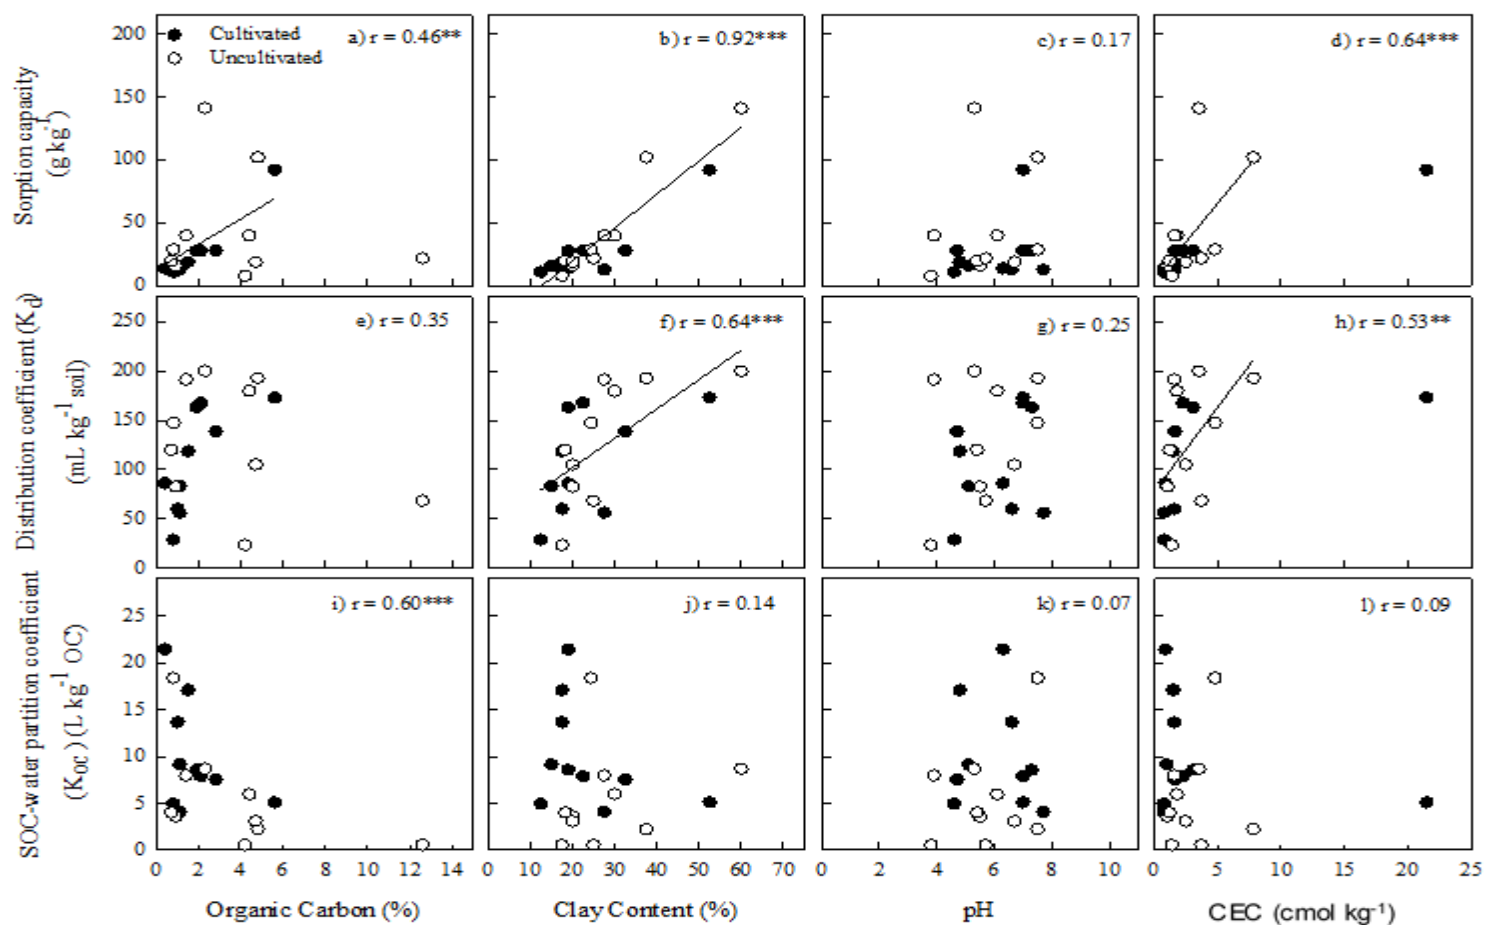 200
150
100
50
0
Sorption capacity
(g kg-1)
Cultivated
Uncultivated
a) r = 0.46**
b) r = 0.92***
c) r = 0.17
d) r = 0.64***
250
200
150
100
50
0
Distribution coefficient (Kd)
(mL kg-1 soil)
e) r = 0.35
f) r = 0.64***
g) r = 0.25
h) r = 0.53**
25
20
15
10
5
0
SOC-water partition coefficient
(KOC) (L kg-1 OC)
i) r = 0.60***
j) r = 0.14
k) r = 0.07
l) r = 0.09
0 2 4 6 8 10 12 14
0 10 20 30 40 50 60 70
0 2 4 6 8 10
0 5 10 15 20 25
Organic Carbon (%)
Clay Content (%)
pH
CEC (cmol kg-1)